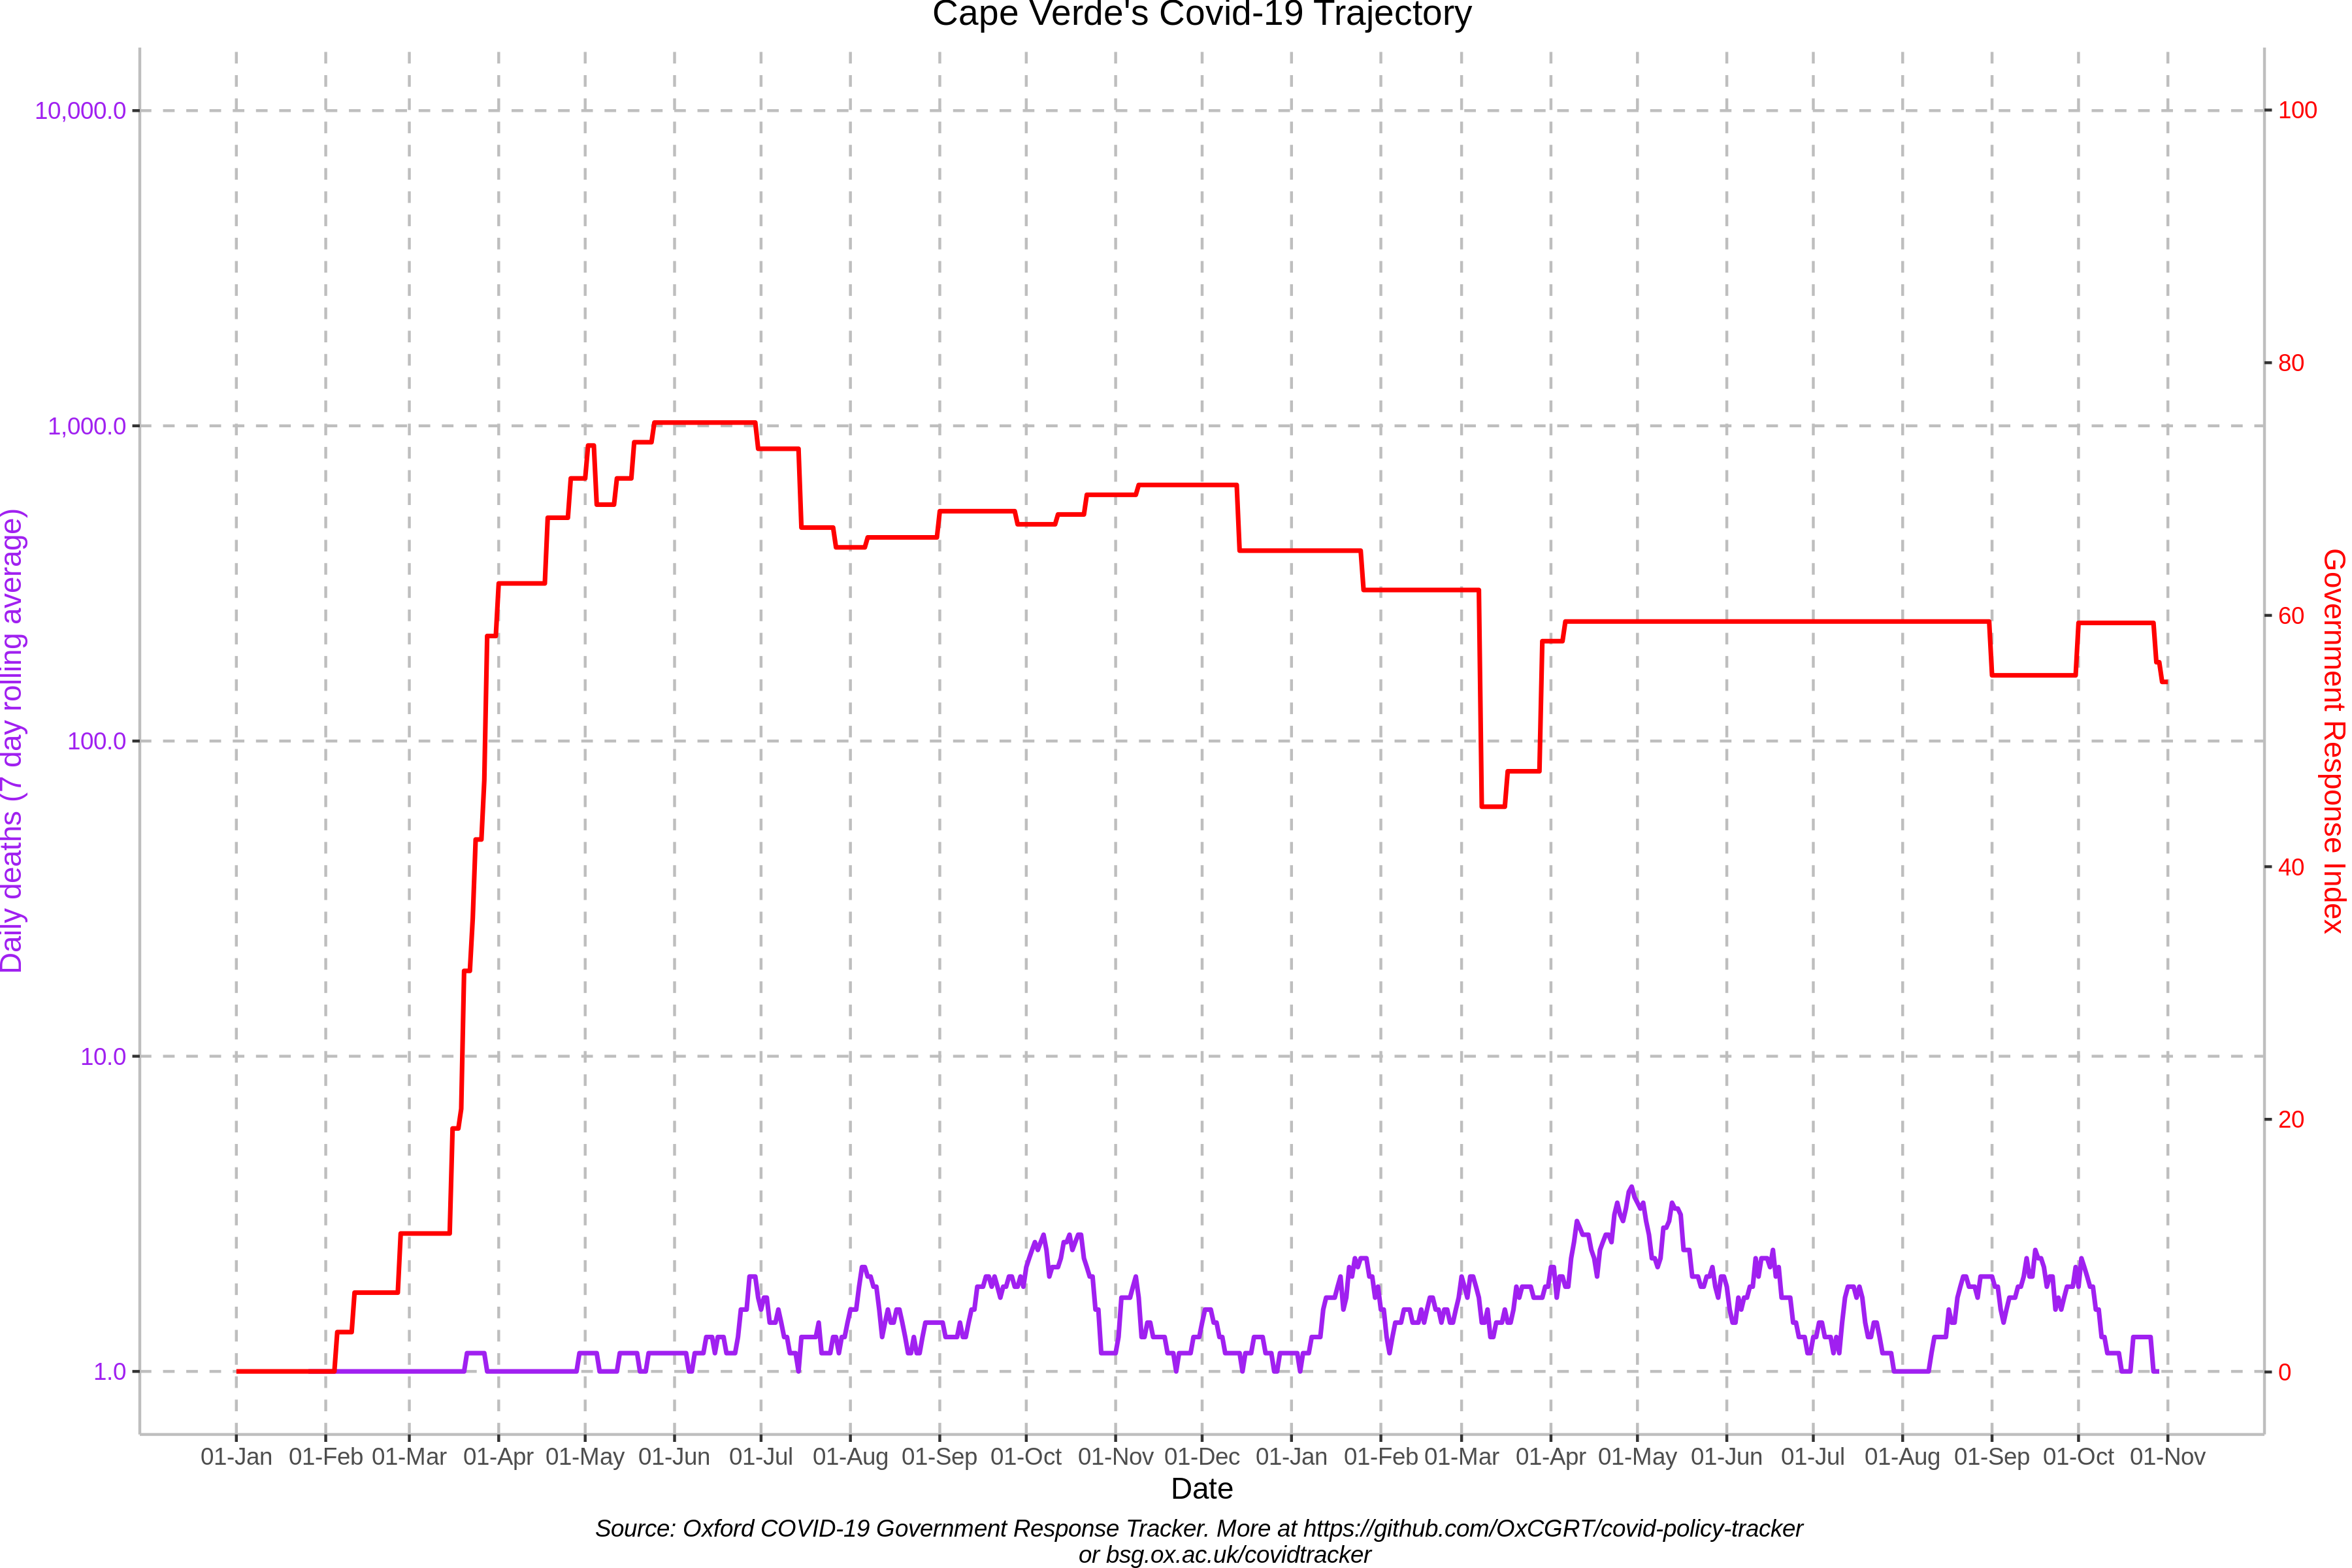 Cape Verde's Covid-19 Trajectory
10,000.0
1,000.0
100.0
10.0
1.0
Daily deaths (7 day rolling average)
100
80
60
40
20
0
Government Response Index
01-Jan 01-Feb 01-Mar 01-Apr 01-May 01-Jun 01-Jul 01-Aug 01-Sep 01-Oct 01-Nov 01-Dec 01-Jan 01-Feb 01-Mar 01-Apr 01-May 01-Jun 01-Jul 01-Aug 01-Sep 01-Oct 01-Nov
Date
Source: Oxford COVID-19 Government Response Tracker. More at https://github.com/OxCGRT/covid-policy-tracker
or bsg.ox.ac.uk/covidtracker